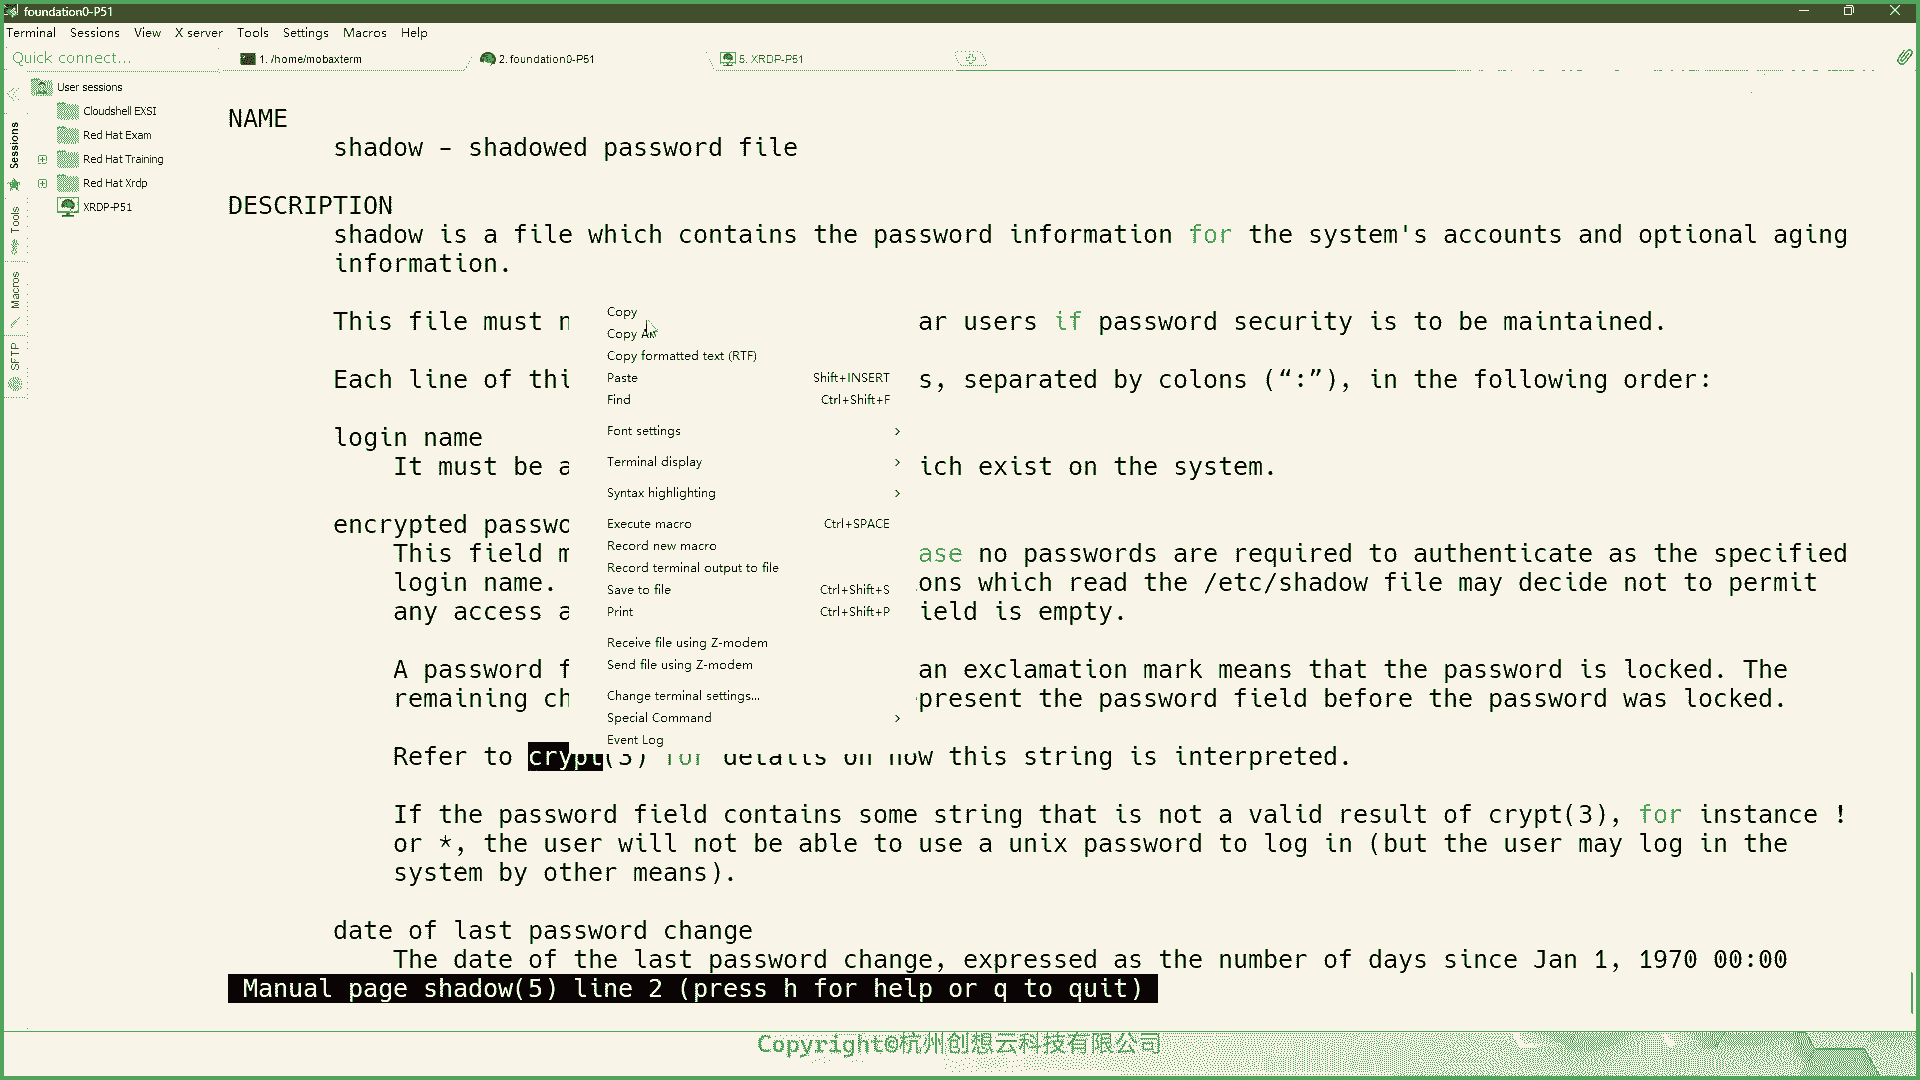 foundation0-P51
Terminal Sessions View X server Tools Settings Macros Help
Quick connect...
1. /home/mobaxterm
2. foundation0-P51
5. XRDP-P51
User sessions
Cloudshell EXSI
Red Hat Exam
Red Hat Training
Red Hat Xrdp
XRDP-P51
Sessions
Tools
Macros
SFTP
NAME
shadow - shadowed password file
DESCRIPTION
shadow is a file which contains the password information for the system's accounts and optional aging
information.
This file must n ar users if password security is to be maintained.
Each line of thi s, separated by colons (“:”), in the following order:
login name
It must be a ich exist on the system.
encrypted passwo
This field m ase no passwords are required to authenticate as the specified
login name. ons which read the /etc/shadow file may decide not to permit
any access a ield is empty.
A password f an exclamation mark means that the password is locked. The
remaining ch present the password field before the password was locked.
Refer to crypt(3) for details on how this string is interpreted.
If the password field contains some string that is not a valid result of crypt(3), for instance !
or *, the user will not be able to use a unix password to log in (but the user may log in the
system by other means).
date of last password change
The date of the last password change, expressed as the number of days since Jan 1, 1970 00:00
Manual page shadow(5) line 2 (press h for help or q to quit)
Copy
Copy All
Copy formatted text (RTF)
Paste Shift+INSERT
Find Ctrl+Shift+F
Font settings
Terminal display
Syntax highlighting
Execute macro Ctrl+SPACE
Record new macro
Record terminal output to file
Save to file Ctrl+Shift+S
Print Ctrl+Shift+P
Receive file using Z-modem
Send file using Z-modem
Change terminal settings...
Special Command
Event Log
Copyright©杭州创想云科技有限公司